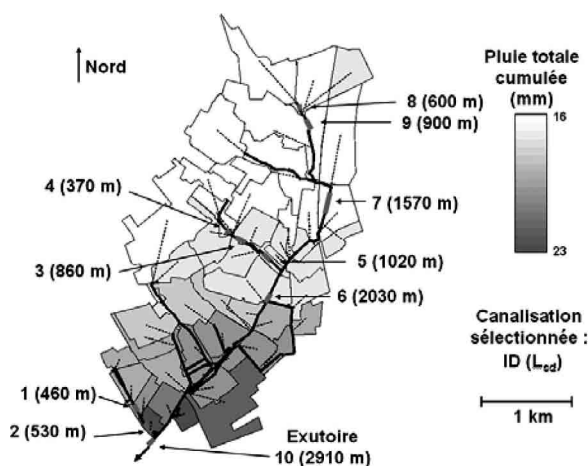 Nord
Pluie totale
cumulée
(mm)
16
23
8 (600 m)
9 (900 m)
4 (370 m)
7 (1570 m)
3 (860 m)
5 (1020 m)
6 (2030 m)
Canalisation
sélectionnée :
ID (Lsd)
1 km
1 (460 m)
2 (530 m)
Exutoire
10 (2910 m)